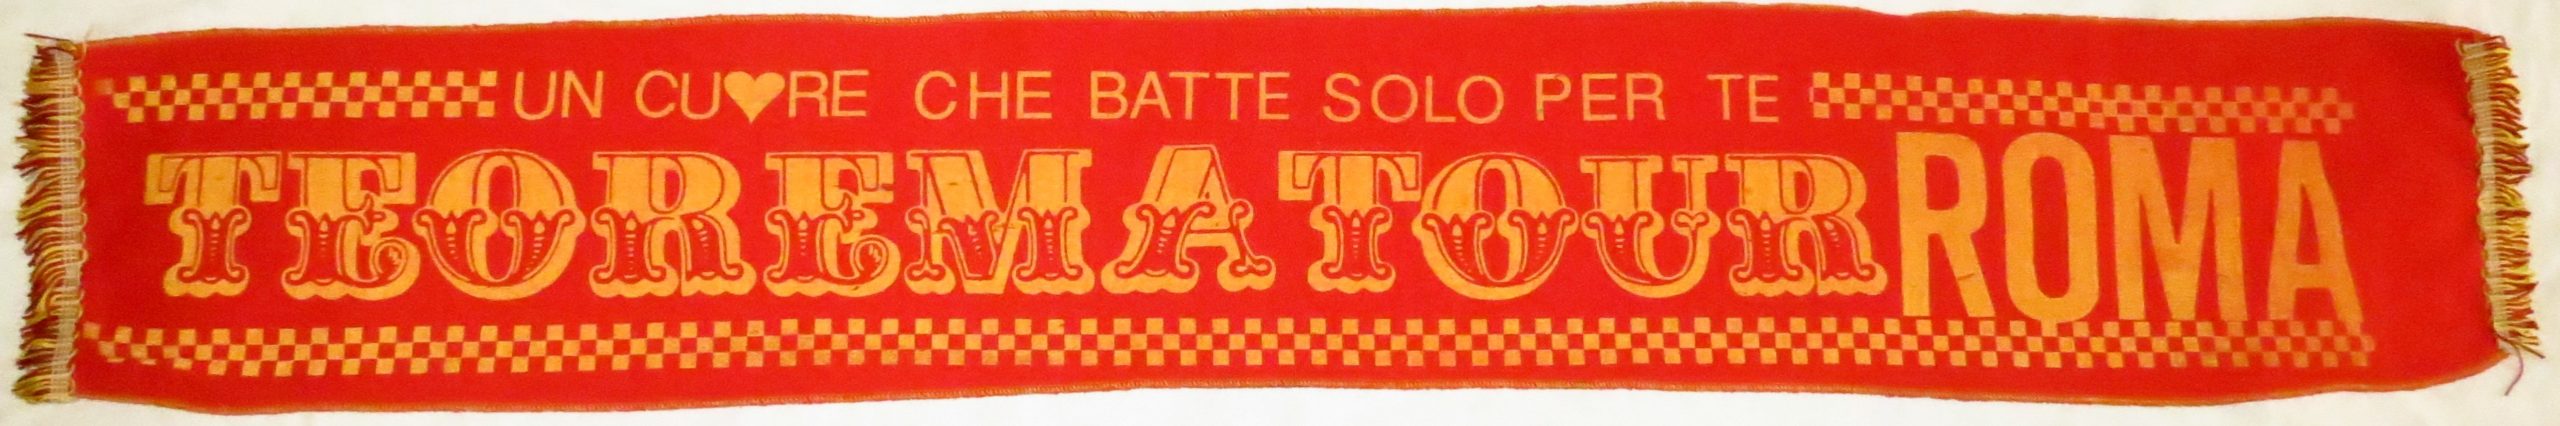 UN CU♥RE CHE BATTE SOLO PER TE
TEOREMA TOUR ROMA